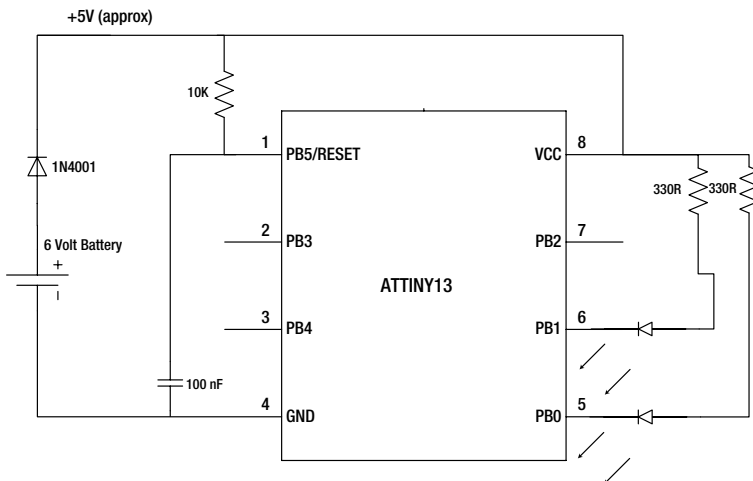 +5V (approx)
10K
1N4001
6 Volt Battery
+
–
100 nF
1
PB5/RESET
2
PB3
3
PB4
4
GND
ATTINY13
VCC
8
PB2
7
PB1
6
PB0
5
330R
330R